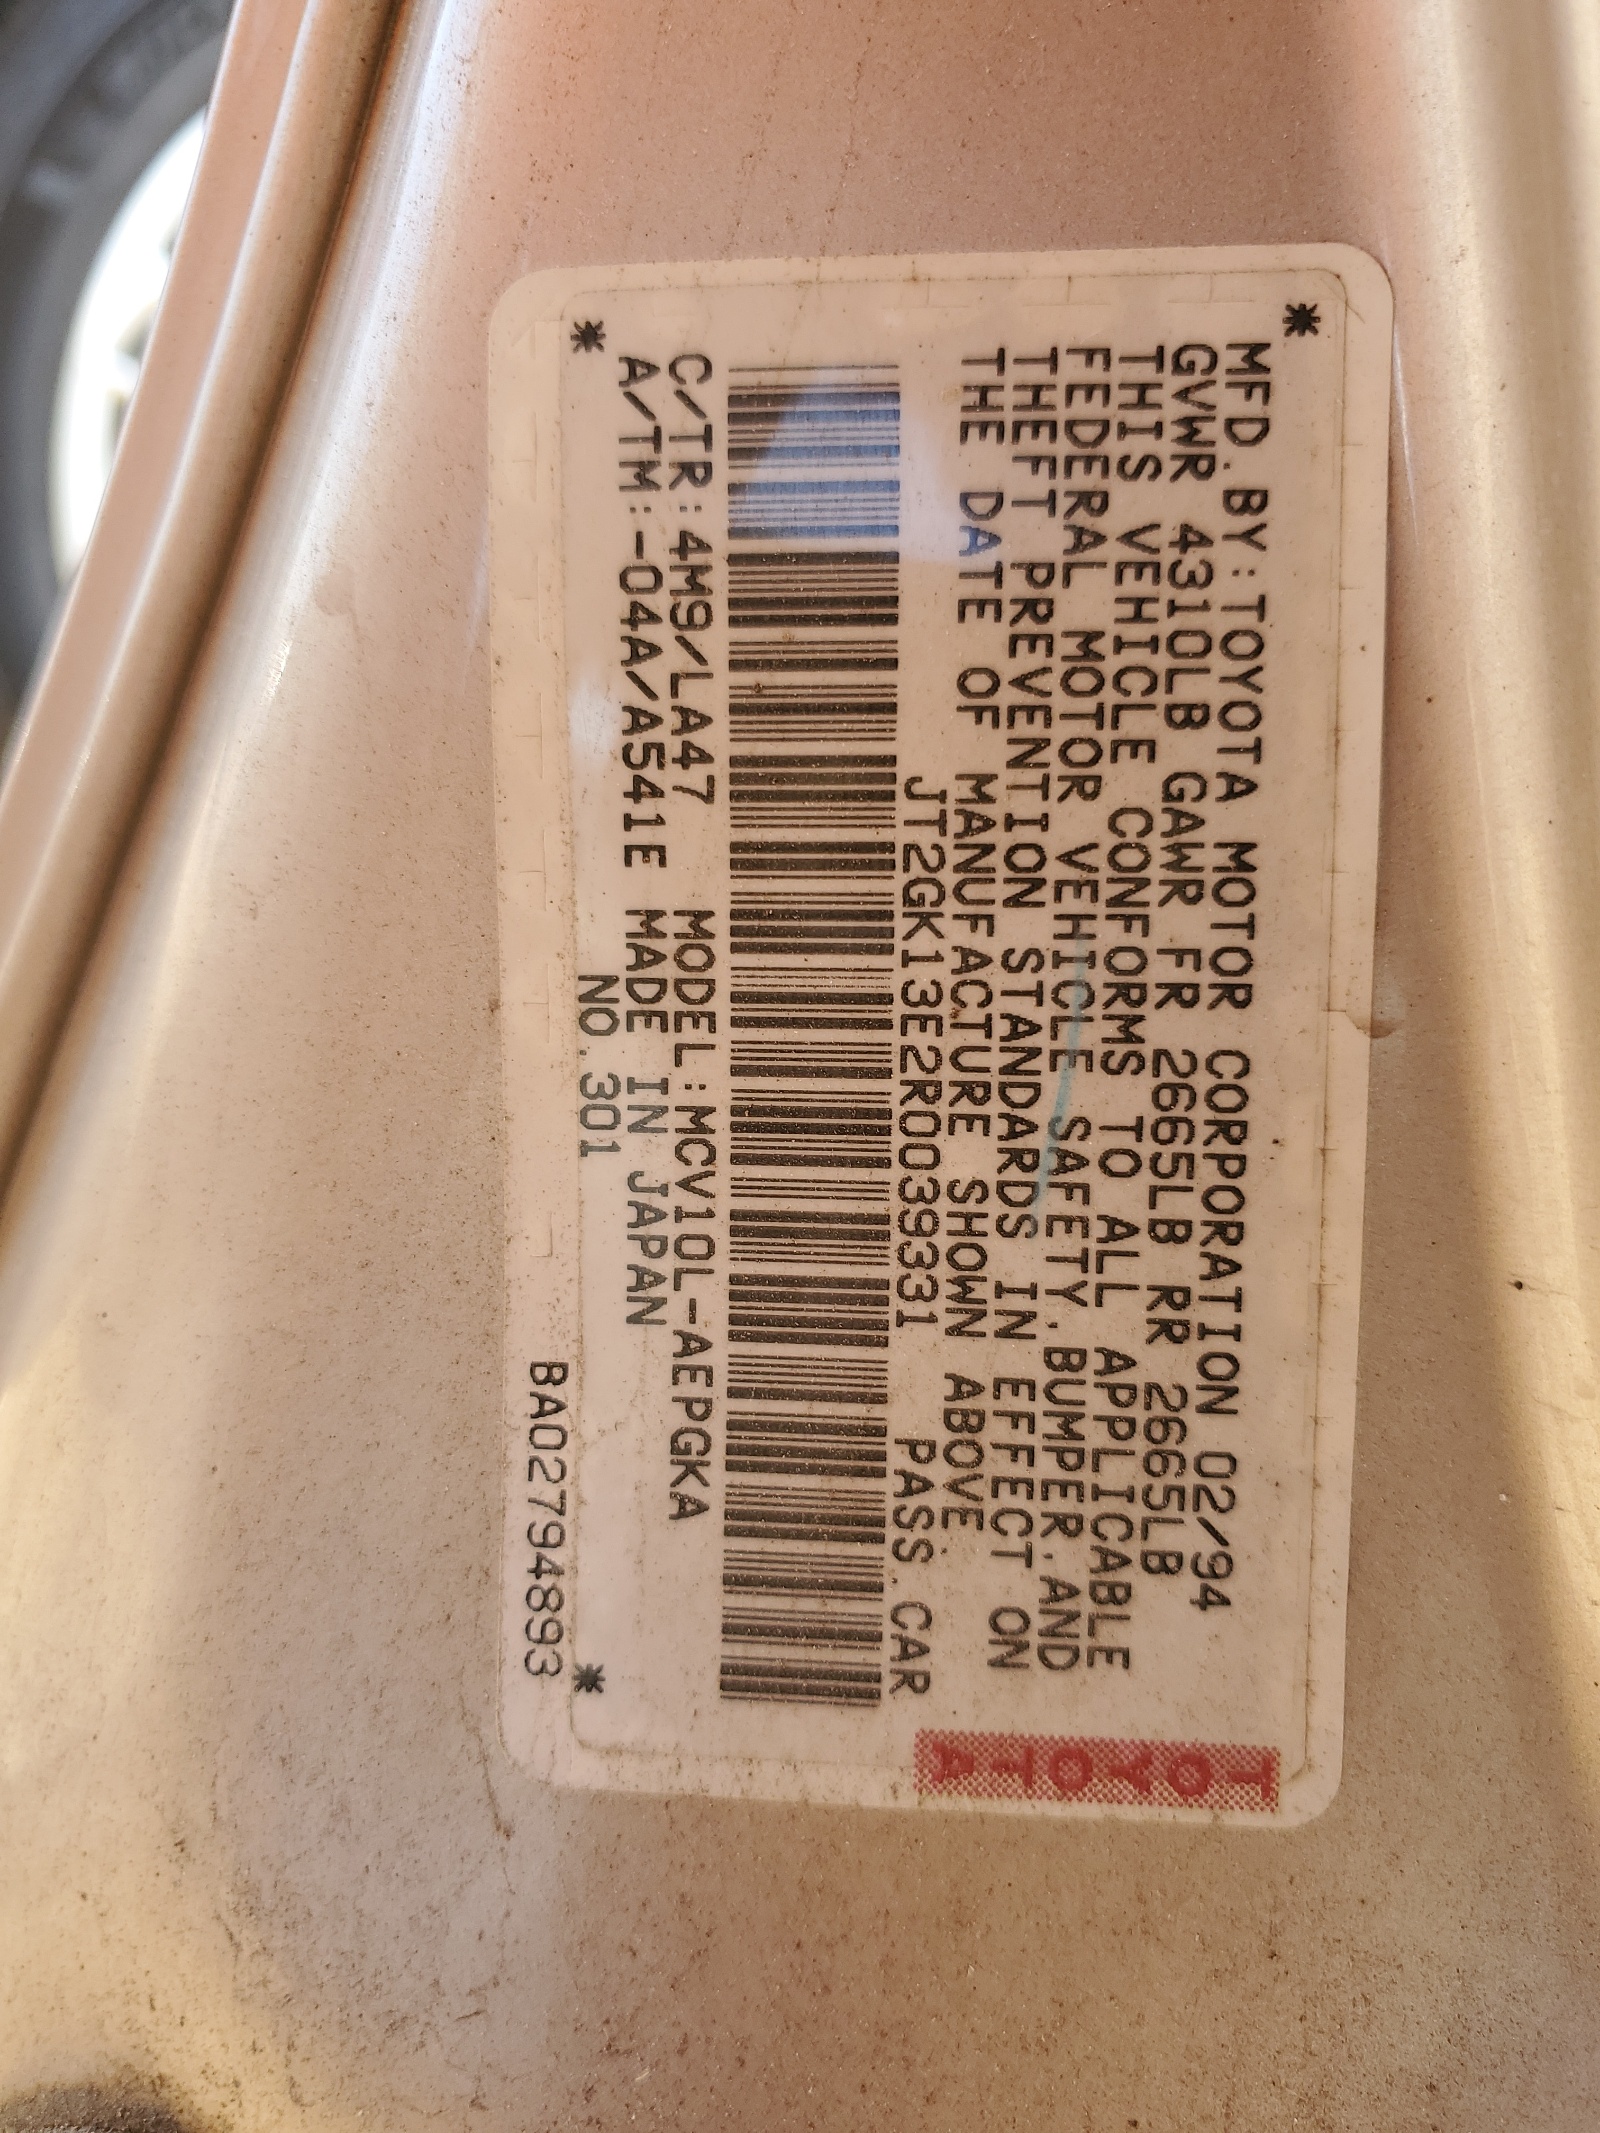 MFD. BY:TOYOTA MOTOR CORPORATION 02/94
GVWR 4310LB GAWR FR 2665LB RR 2665LB
THIS VEHICLE CONFORMS TO ALL APPLICABLE
FEDERAL MOTOR VEHICLE SAFETY. BUMPER. AND
THEFT PREVENTION STANDARDS IN EFFECT ON
THE DATE OF MANUFACTURE SHOWN ABOVE.
JT2GK13E2R0039331 PASS. CAR
C/TR:4M9/LA47 MODEL:MCV10L-AEPGKA
A/TM:-04A/A541E MADE IN JAPAN
NO.301
BA02794893
TOYOTA